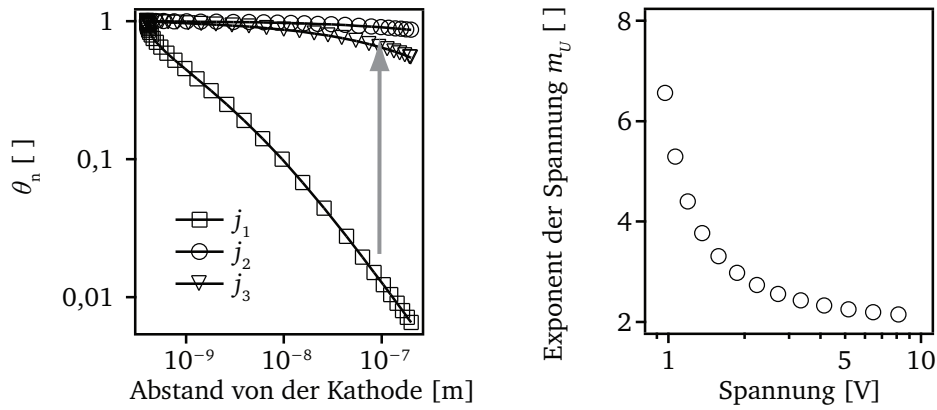 1
0,1
0,01
θn [ ]
j1
j2
j3
10−9
10−8
10−7
Abstand von der Kathode [m]
8
6
4
2
Exponent der Spannung mU [ ]
1
5
10
Spannung [V]